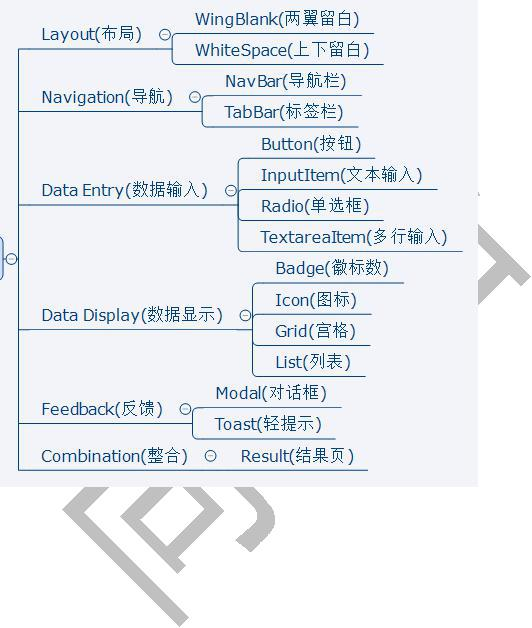 Layout(布局)
WingBlank(两翼留白)
WhiteSpace(上下留白)
Navigation(导航)
NavBar(导航栏)
TabBar(标签栏)
Data Entry(数据输入)
Button(按钮)
InputItem(文本输入)
Radio(单选框)
TextareaItem(多行输入)
Data Display(数据显示)
Badge(徽标数)
Icon(图标)
Grid(宫格)
List(列表)
Feedback(反馈)
Modal(对话框)
Toast(轻提示)
Combination(整合)
Result(结果页)